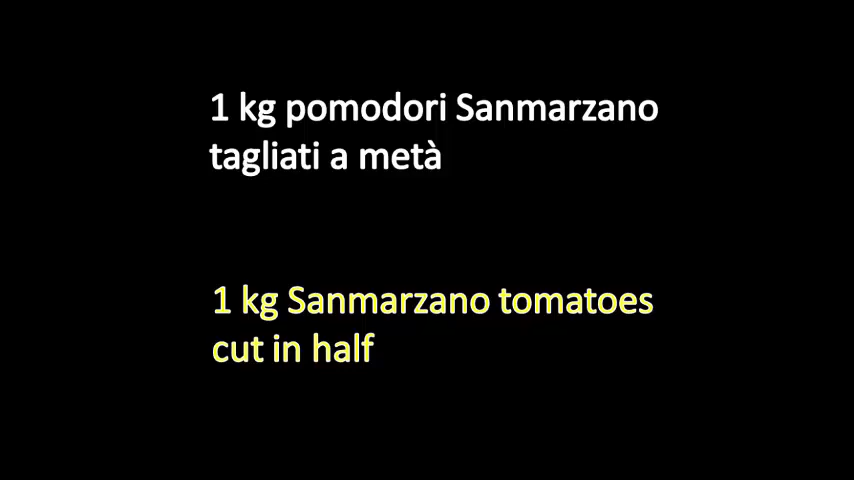 1 kg pomodori Sanmarzano
tagliati a metà
1 kg Sanmarzano tomatoes
cut in half